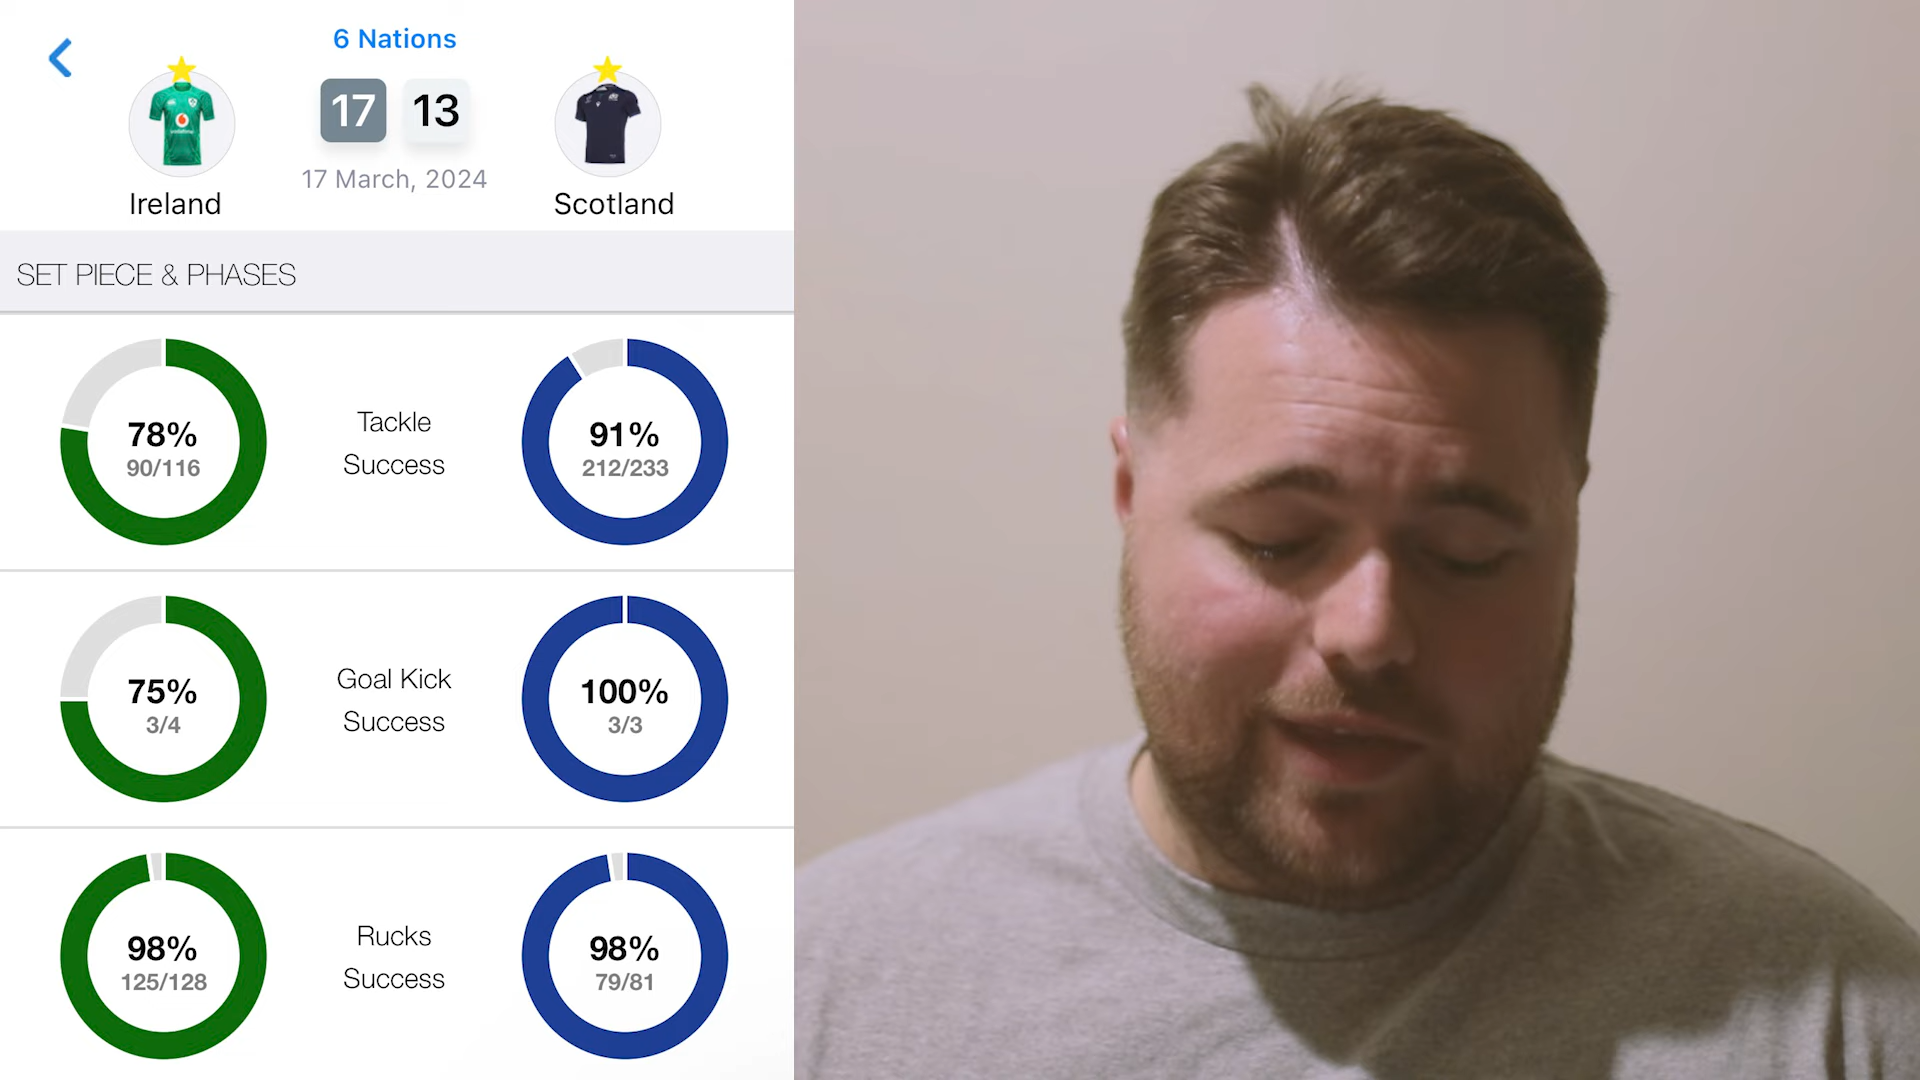 6 Nations
17 13
17 March, 2024
Ireland
Scotland
SET PIECE & PHASES
78%
90/116
Tackle
Success
91%
212/233
75%
3/4
Goal Kick
Success
100%
3/3
98%
125/128
Rucks
Success
98%
79/81